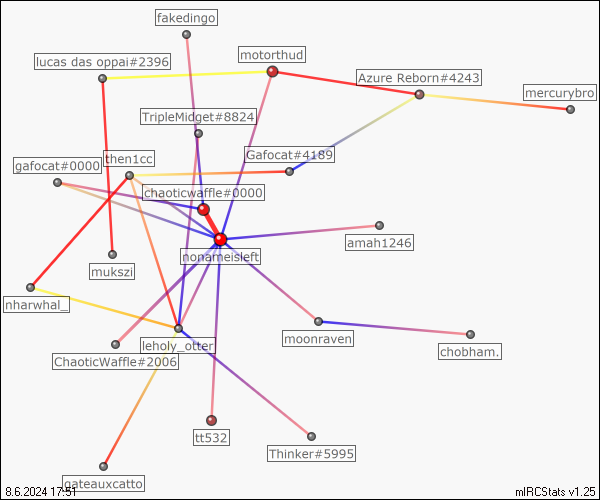 fakedingo
motorthud
lucas das oppai#2396
Azure Reborn#4243
mercurybro
TripleMidget#8824
Gafocat#4189
then1cc
gafocat#0000
chaoticwaffle#0000
amah1246
nonameisleft
mukszi
nharwhal_
moonraven
leholy_otter
chobham.
ChaoticWaffle#2006
tt532
Thinker#5995
gateauxcatto
8.6.2024 17:51
mIRCStats v1.25